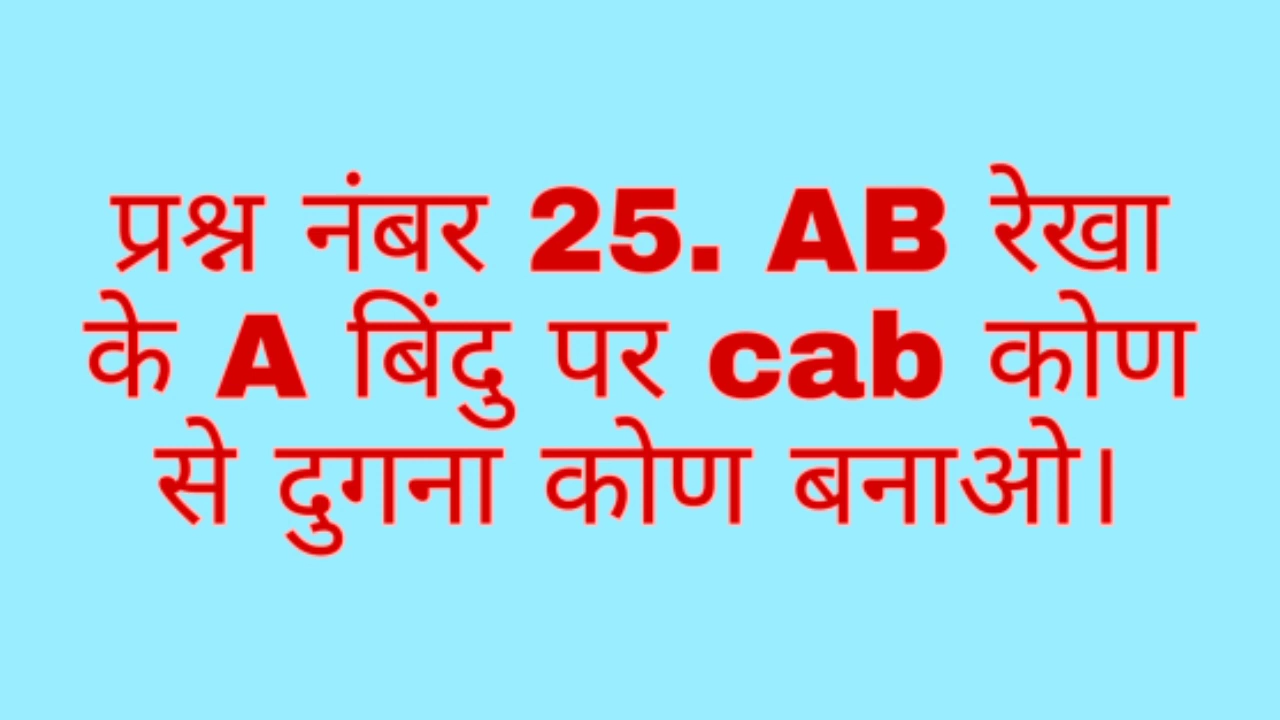 प्रश्न नंबर 25. AB रेखा
के A बिंदु पर cab कोण
से दुगना कोण बनाओ।